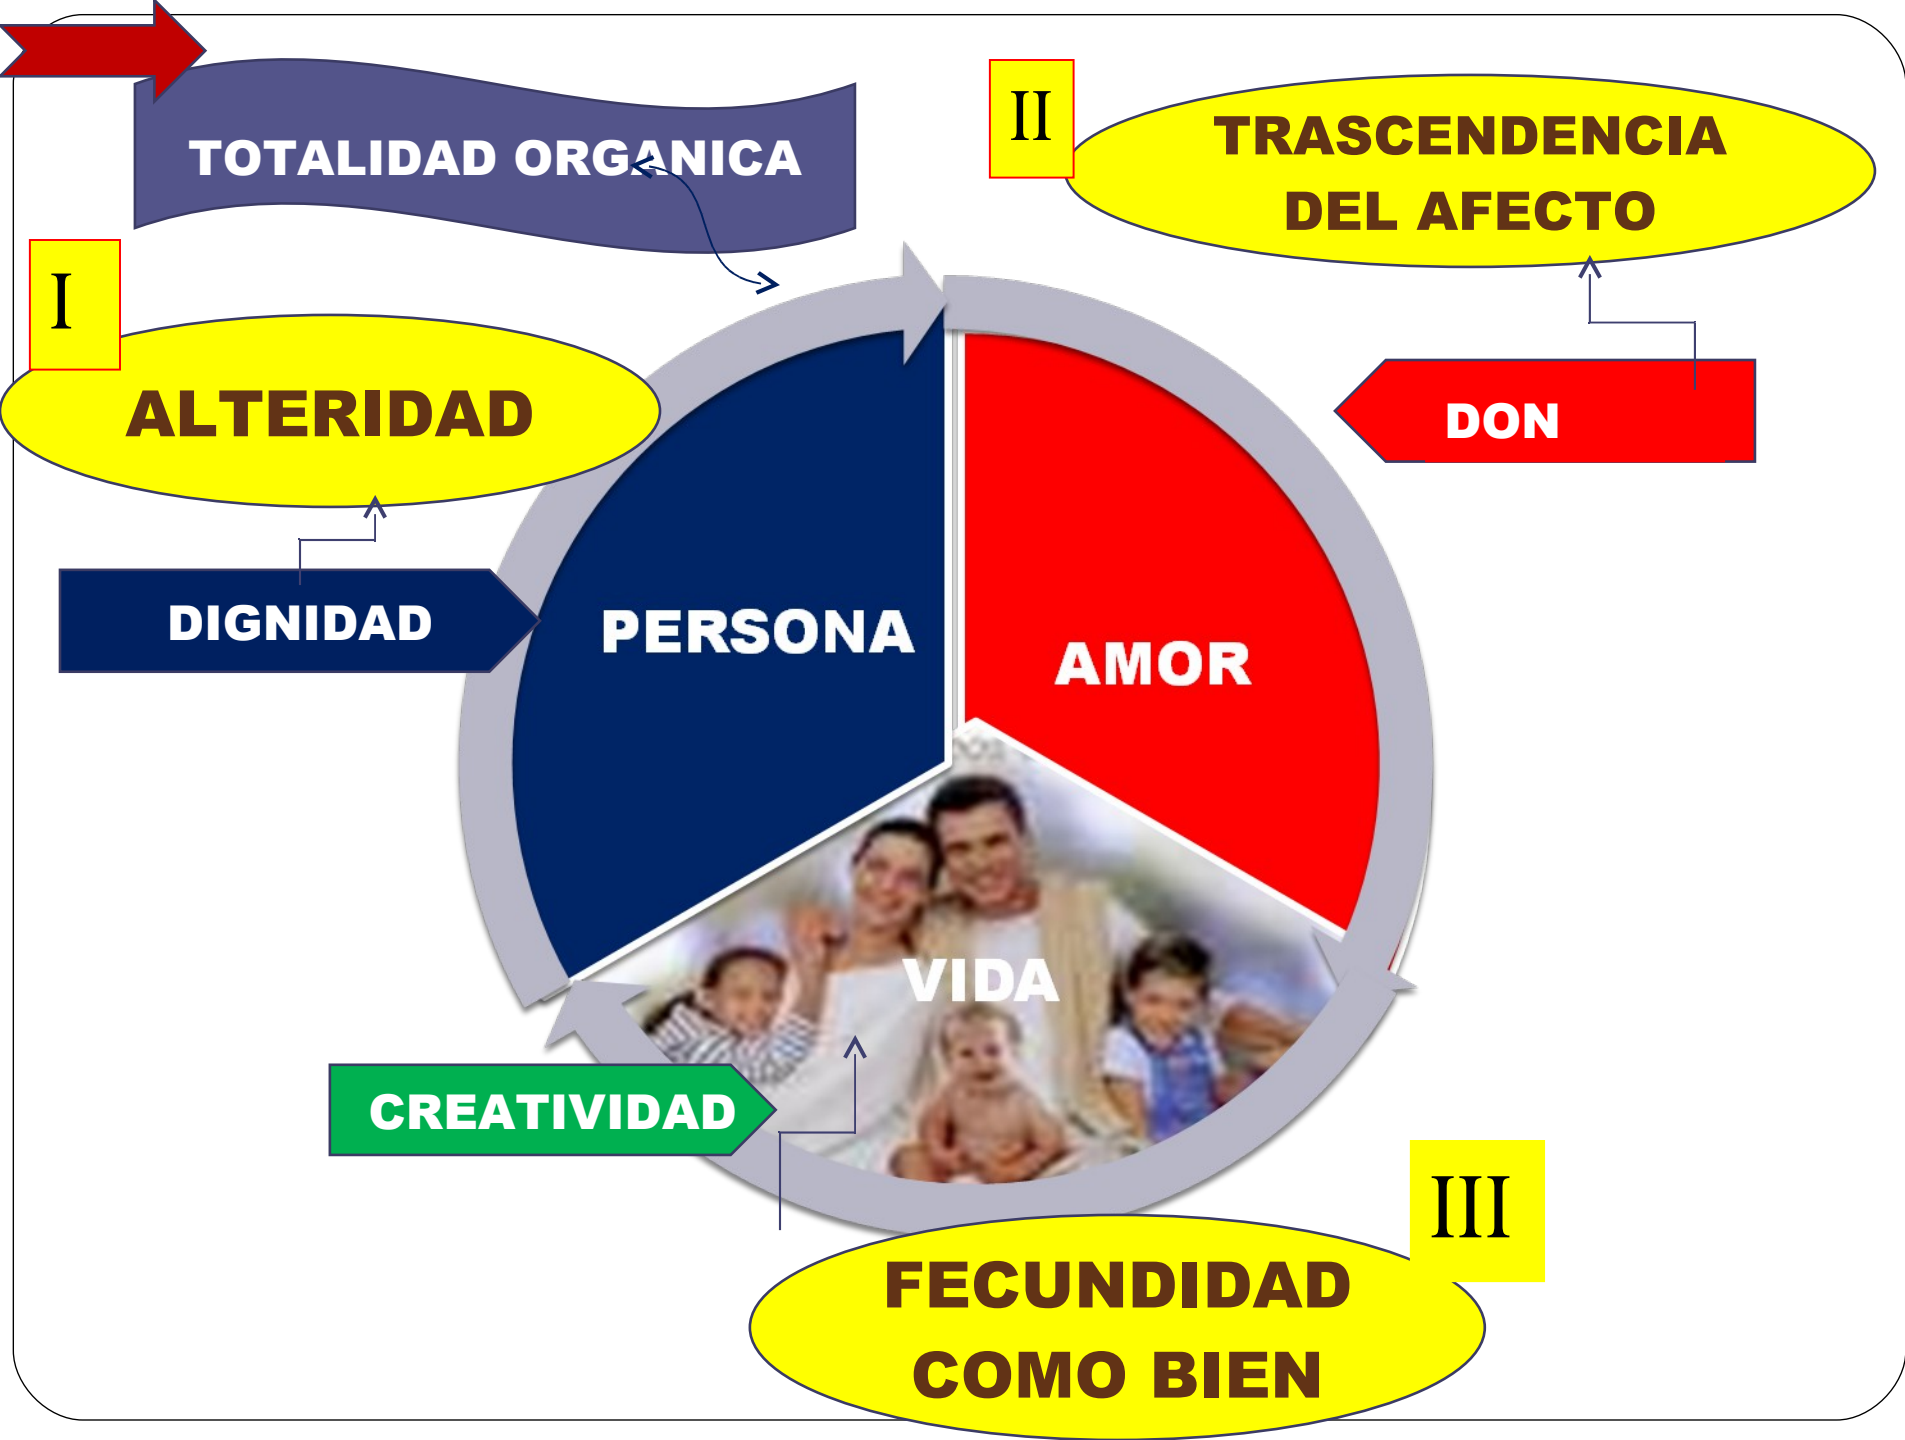 TOTALIDAD ORGANICA
II
TRASCENDENCIA
DEL AFECTO
I
ALTERIDAD
DON
DIGNIDAD
PERSONA
AMOR
VIDA
CREATIVIDAD
III
FECUNDIDAD
COMO BIEN